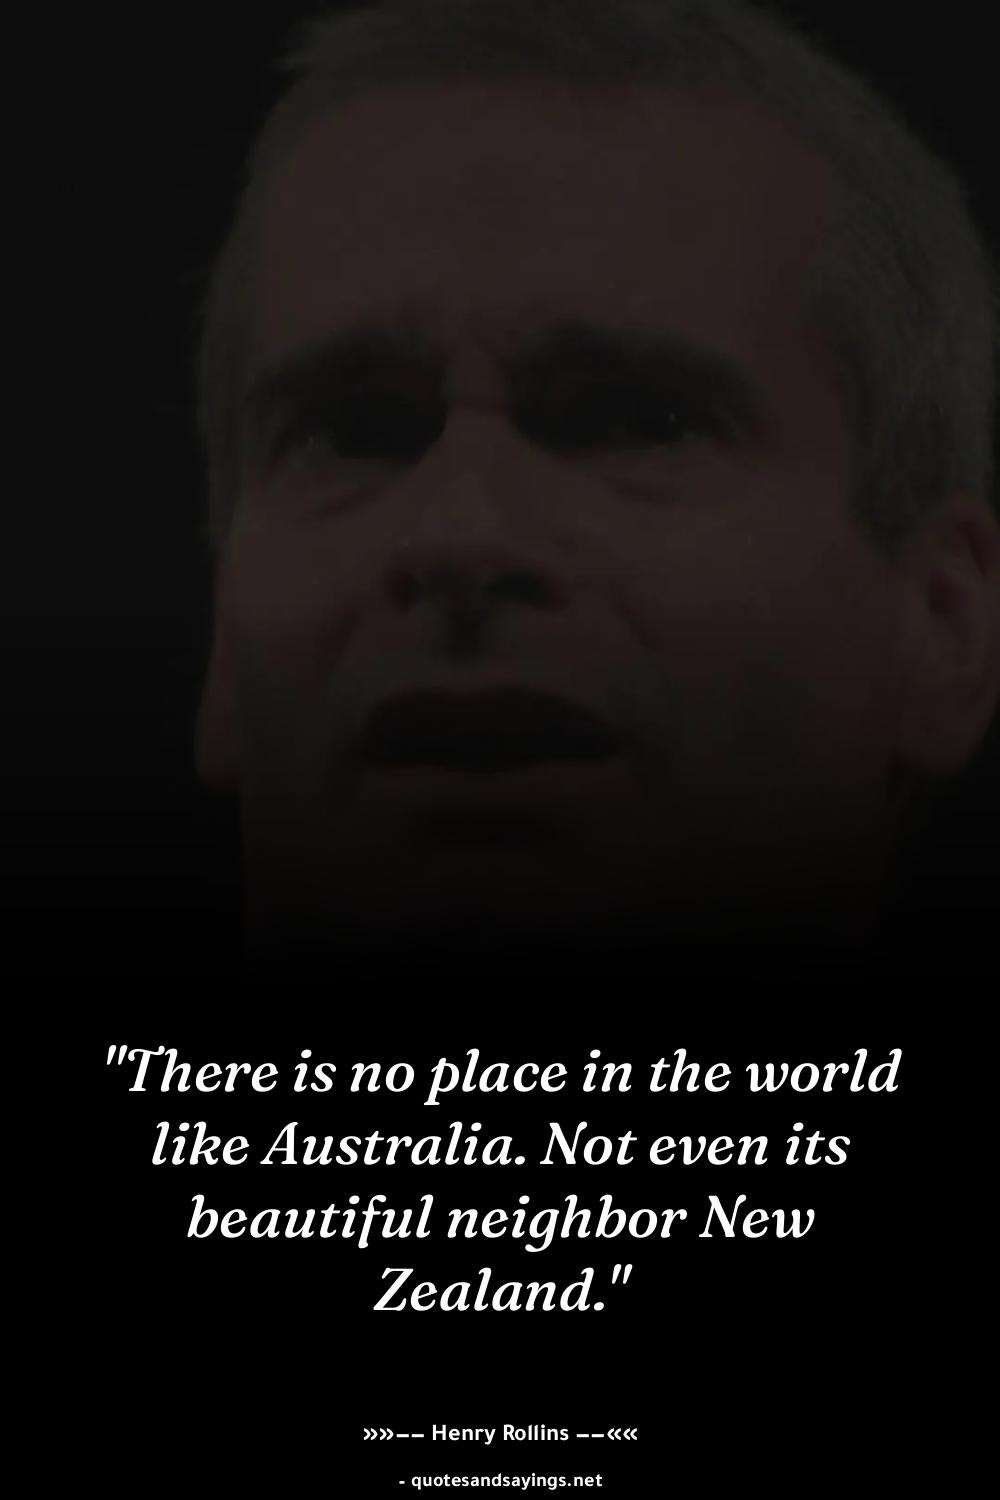 "There is no place in the world
like Australia. Not even its
beautiful neighbor New
Zealand."
»»−− Henry Rollins −−««
- quotesandsayings.net